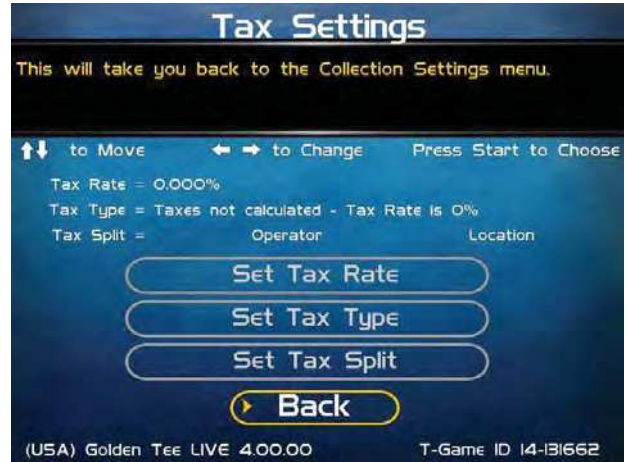 Tax Settings
This will take you back to the Collection Settings menu.
to Move to Change Press Start to Choose
Tax Rate = 0.000%
Tax Type = Taxes not calculated - Tax Rate is 0%
Tax Split = Operator Location
Set Tax Rate
Set Tax Type
Set Tax Split
Back
(USA) Golden Tee LIVE 4.00.00 T-Game ID 14-131662